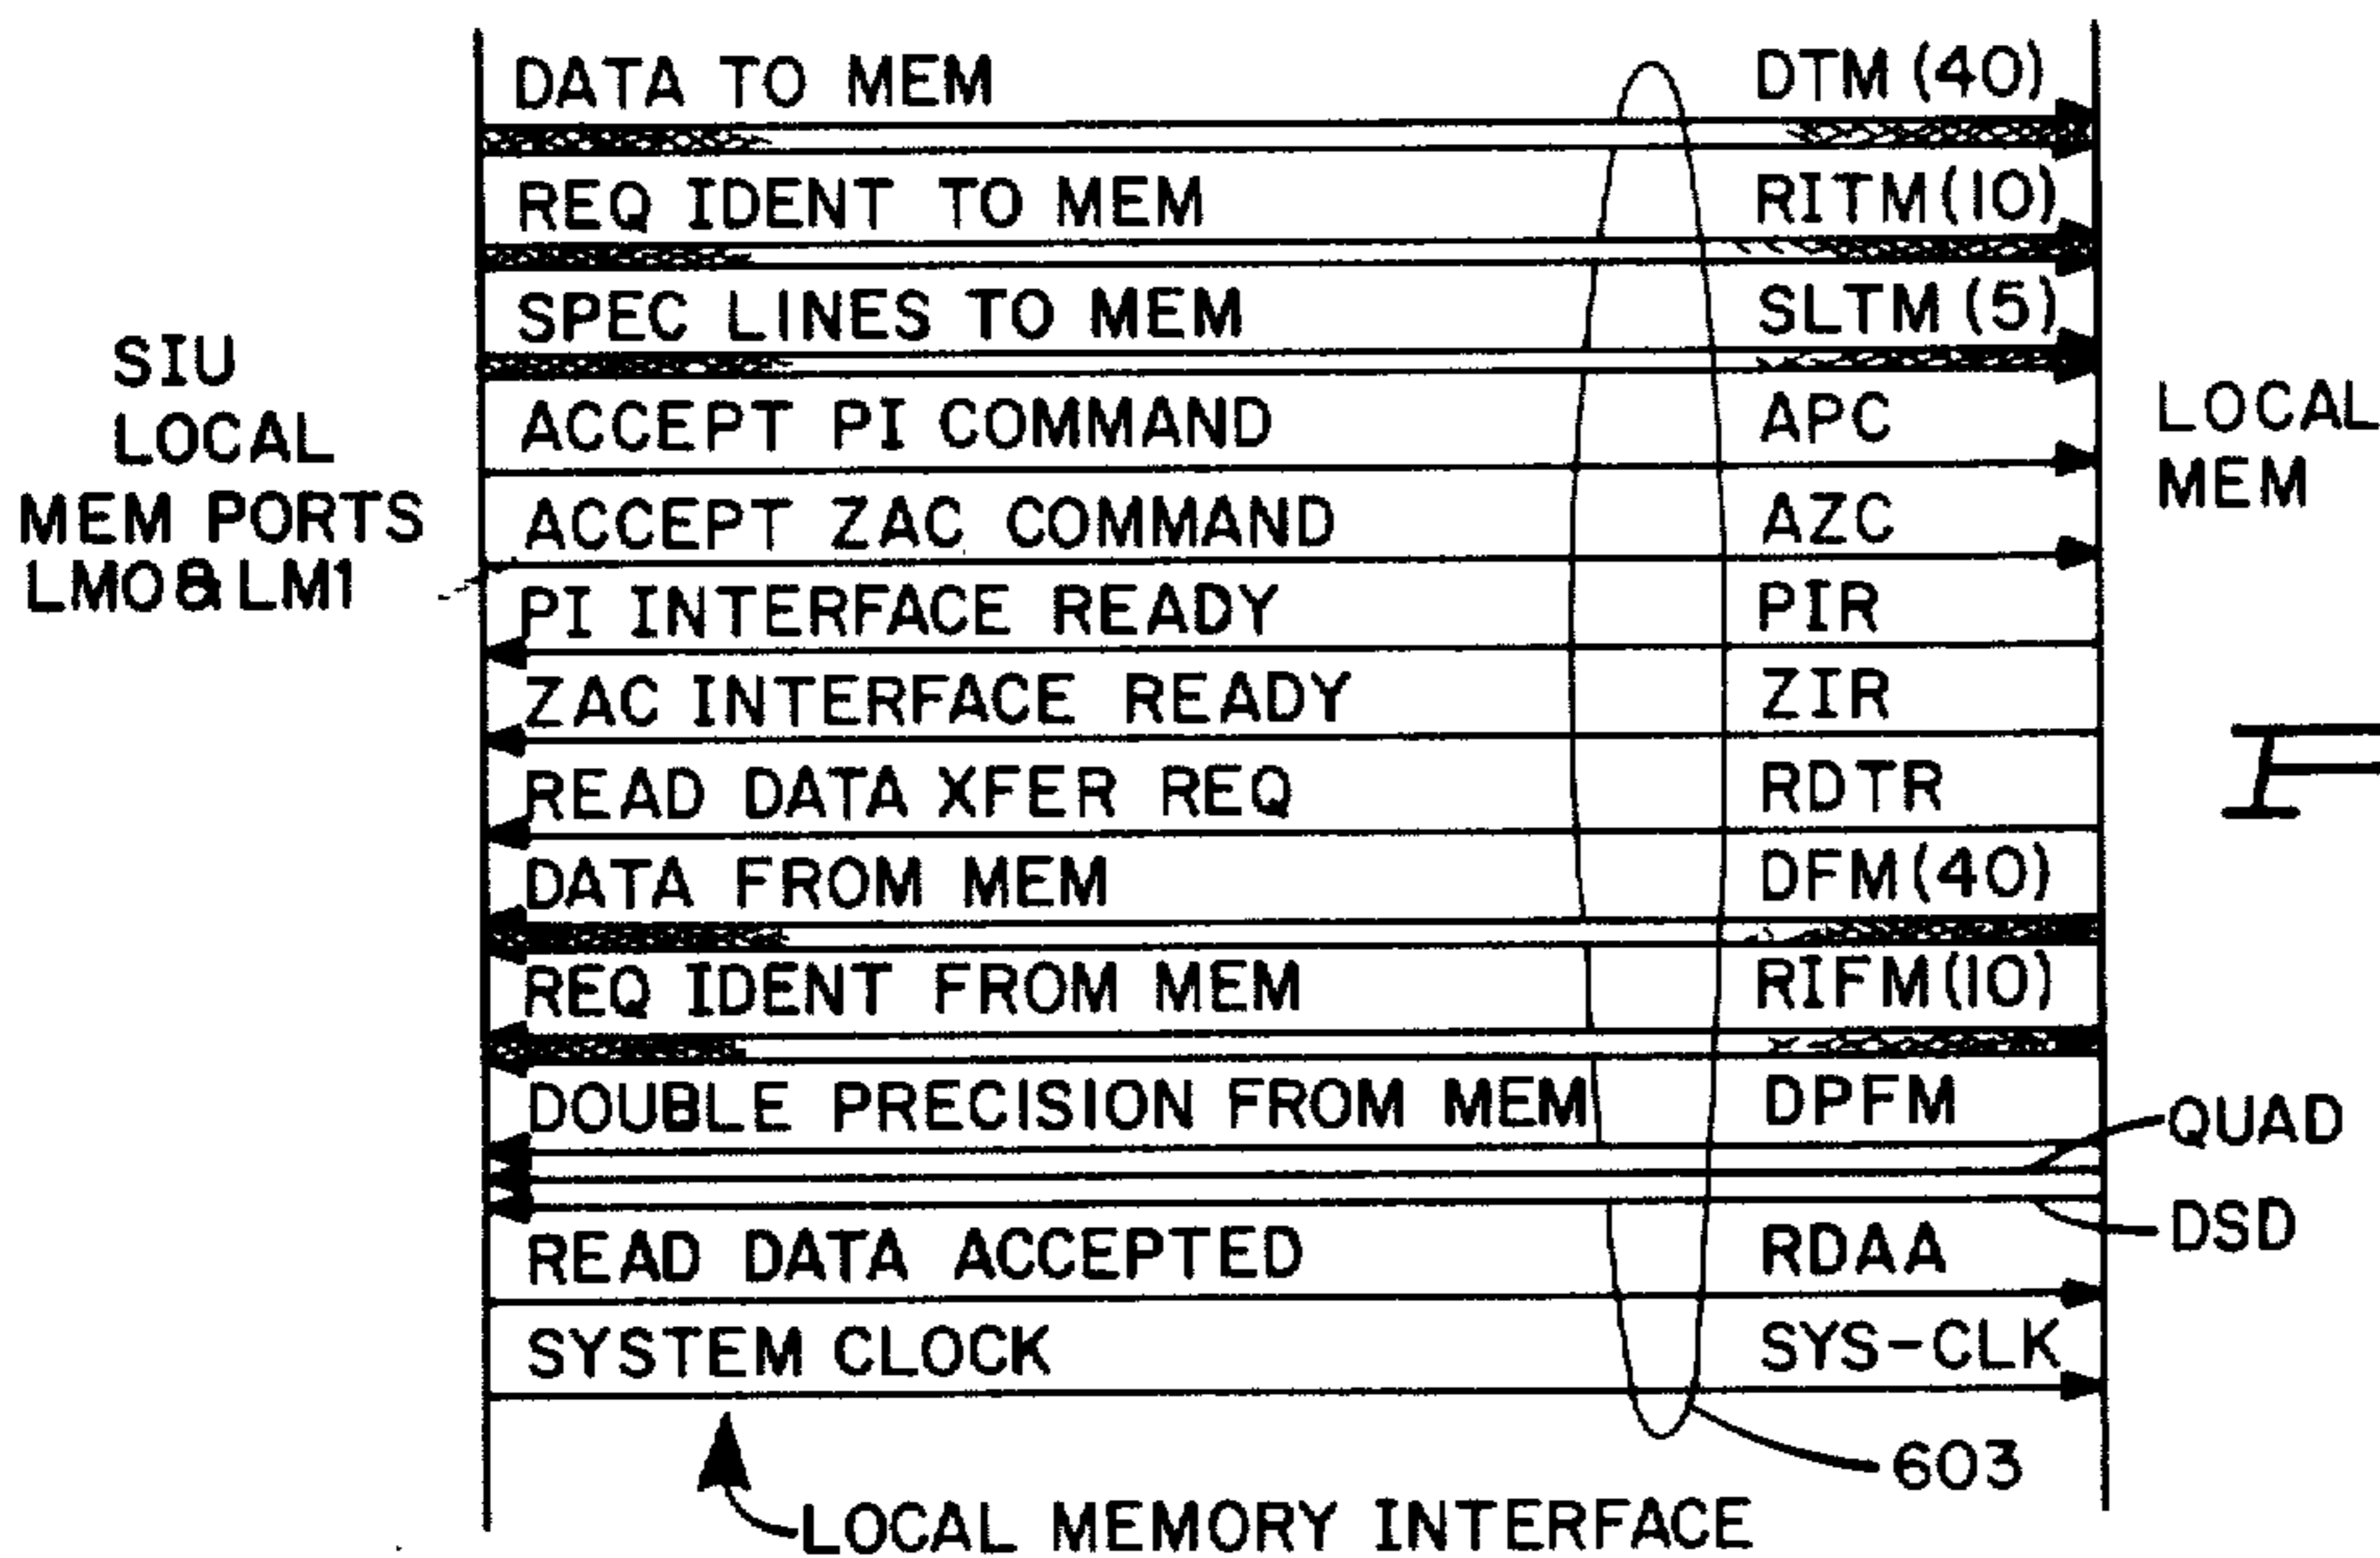 DATA TO MEM DTM (40)
REQ IDENT TO MEM RITM (10)
SPEC LINES TO MEM SLTM (5)
SIU
LOCAL
MEM PORTS
LM0 & LM1
ACCEPT PI COMMAND APC
LOCAL
MEM
ACCEPT ZAC COMMAND AZC
PI INTERFACE READY PIR
ZAC INTERFACE READY ZIR
READ DATA XFER REQ RDTR
DATA FROM MEM DFM (40)
REQ IDENT FROM MEM RIFM (10)
DOUBLE PRECISION FROM MEM DPFM
QUAD
DSD
READ DATA ACCEPTED RDAA
SYSTEM CLOCK SYS-CLK
603
LOCAL MEMORY INTERFACE